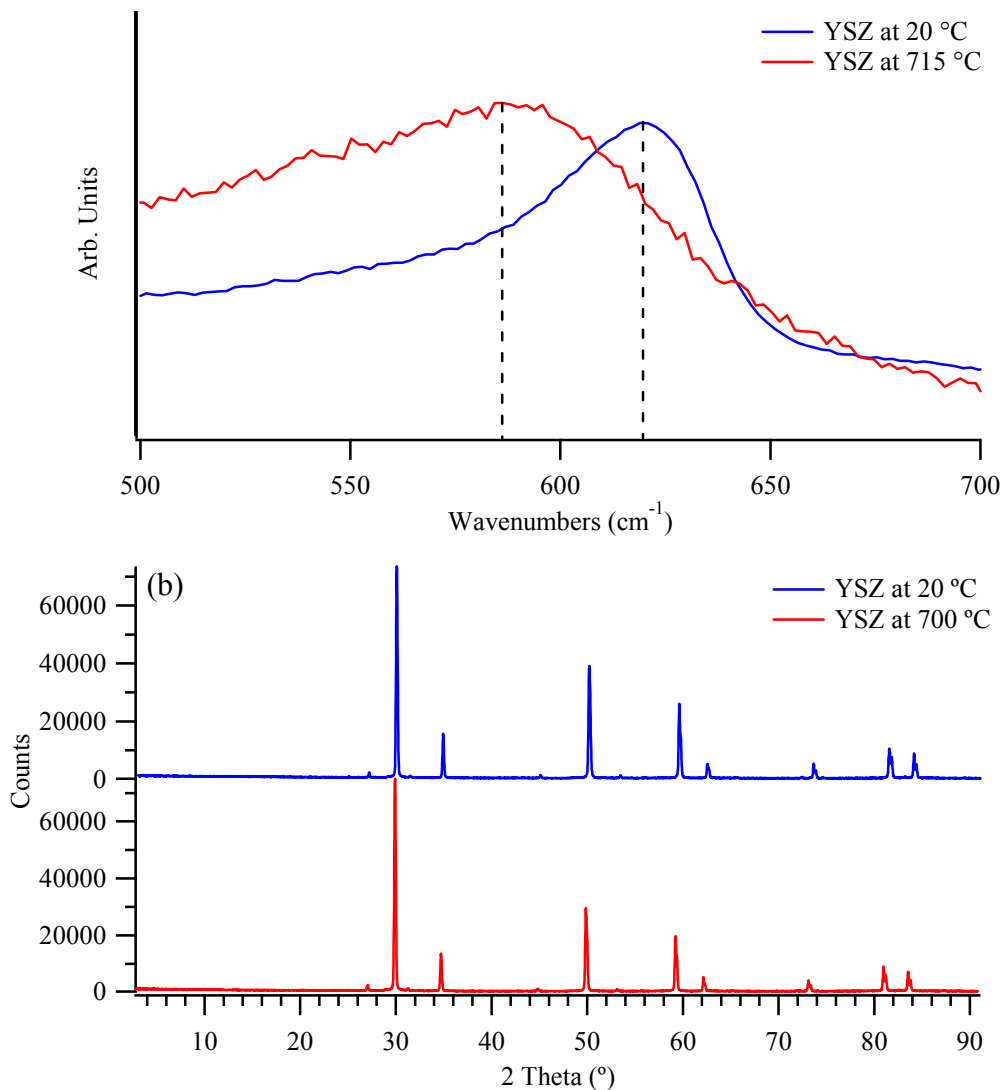 YSZ at 20 °C
YSZ at 715 °C
Arb. Units
500 550 600 650 700
Wavenumbers (cm⁻¹)
(b)
YSZ at 20 ºC
YSZ at 700 ºC
60000
40000
20000
0
60000
40000
20000
0
Counts
10 20 30 40 50 60 70 80 90
2 Theta (º)